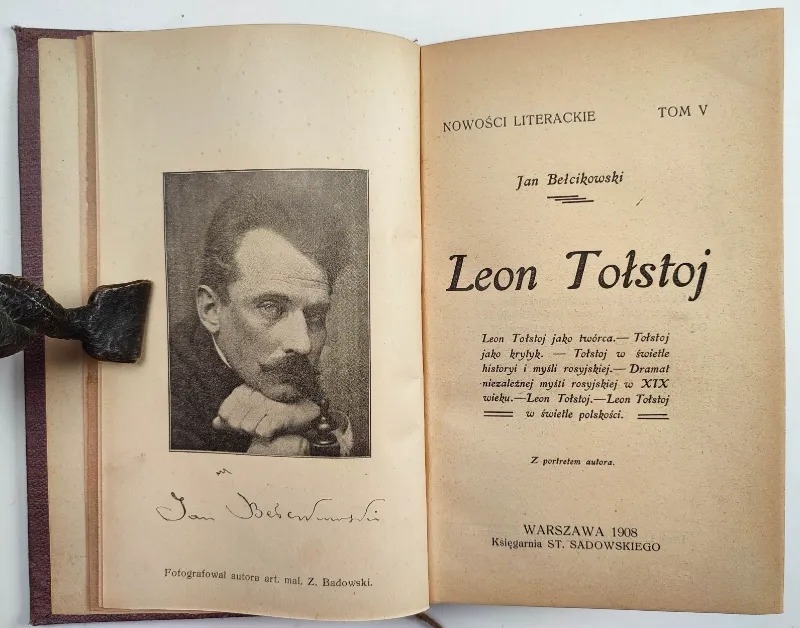 Jan Bełcikowski
Fotografował autora art. mal. Z. Badowski.
NOWOŚCI LITERACKIE TOM V
Jan Bełcikowski
Leon Tołstoj
Leon Tołstoj jako twórca.— Tołstoj
jako krytyk. — Tołstoj w świetle
historyi i myśli rosyjskiej.— Dramat
niezależnej myśli rosyjskiej w XIX
wieku.—Leon Tołstoj.—Leon Tołstoj
w świetle polskości.
Z portretem autora.
WARSZAWA 1908
Księgarnia ST. SADOWSKIEGO